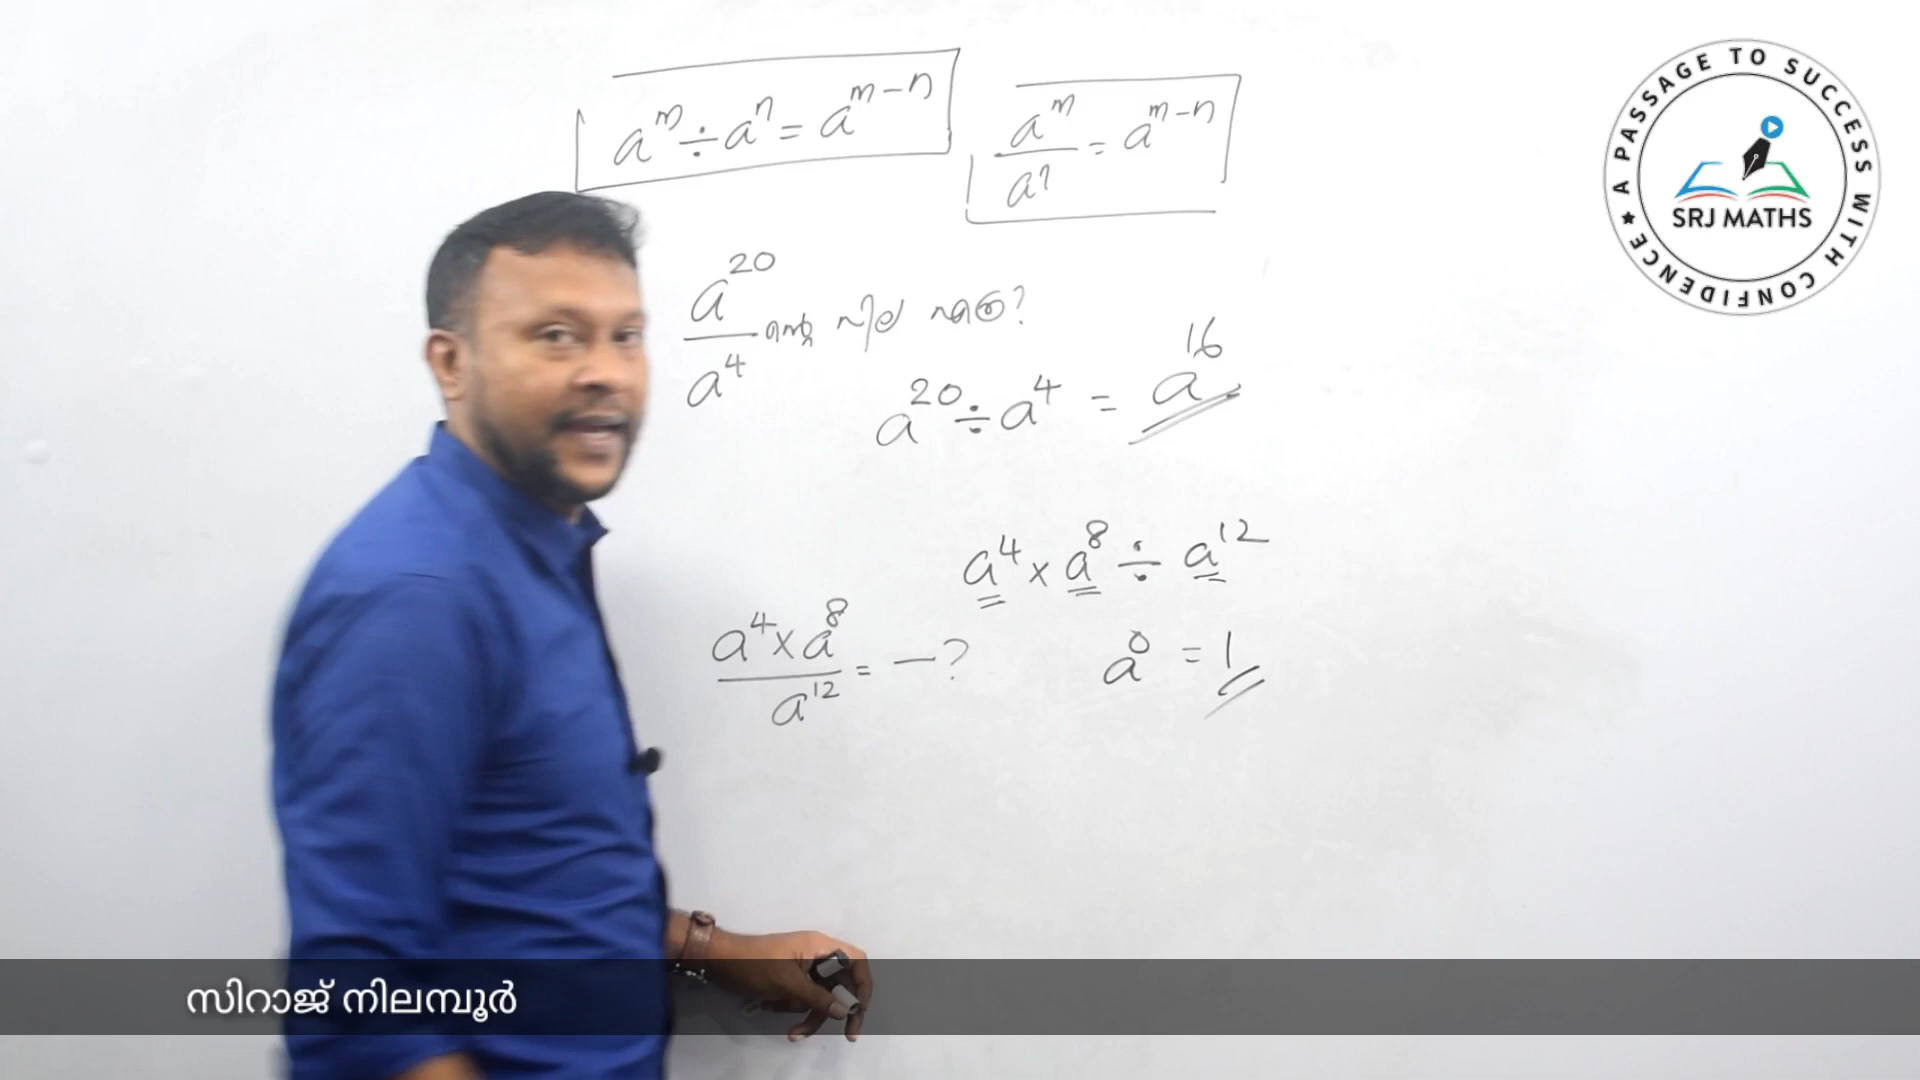 aᵐ ÷ aⁿ = aᵐ⁻ⁿ
aᵐ/aⁿ = aᵐ⁻ⁿ
a²⁰/a⁴ ന്റെ വില എത്ര?
a²⁰ ÷ a⁴ = a¹⁶
a⁴ × a⁸ ÷ a¹²
a⁴ × a⁸/a¹² = — ?
a⁰ = 1
A PASSAGE TO SUCCESS WITH CONFIDENCE
SRJ MATHS
സിറാജ് നിലമ്പൂർ